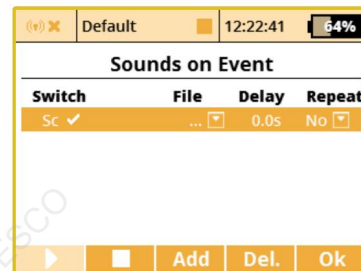 Default 12:22:41 64%
Sounds on Event
Switch File Delay Repeat
Sc ... 0.0s No
Add Del. Ok
ESCO